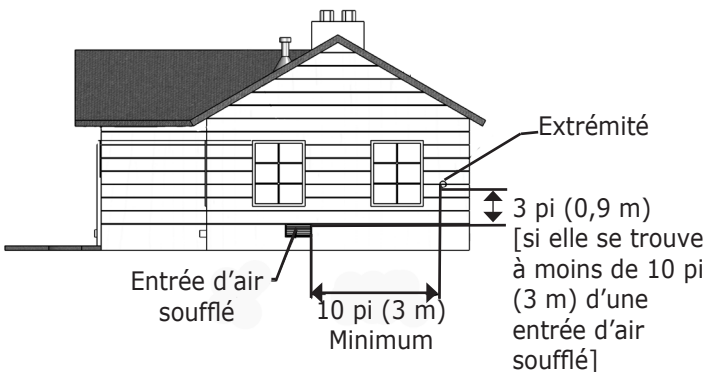 Extrémité
3 pi (0,9 m)
[si elle se trouve
à moins de 10 pi
(3 m) d’une
entrée d’air
soufflé]
Entrée d’air
soufflé
10 pi (3 m)
Minimum